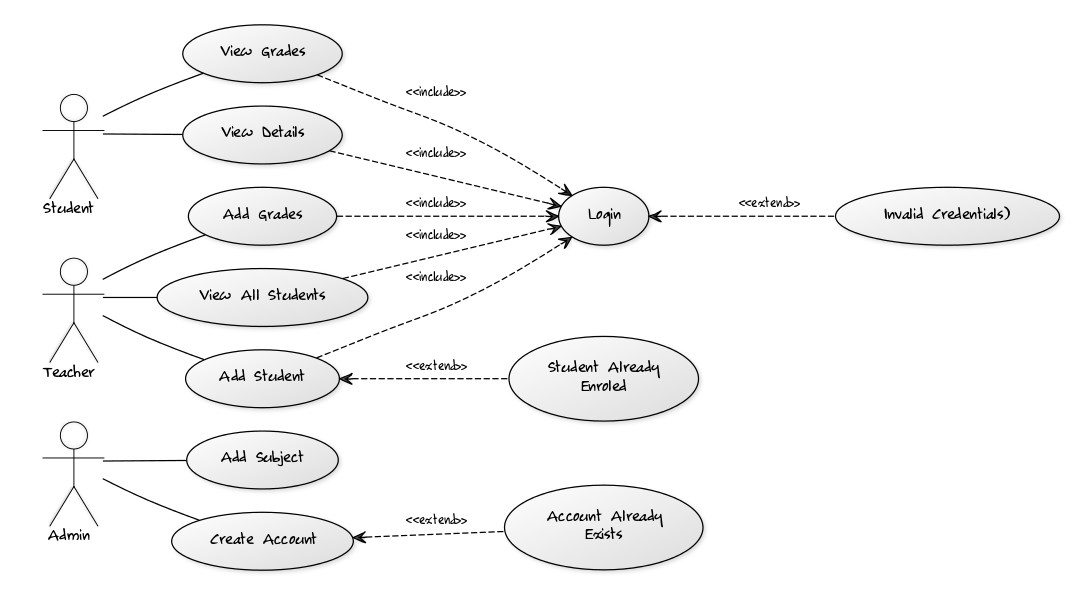 View Grades
<<include>>
View Details
<<include>>
Student
<<include>>
<<extend>>
Add Grades
Login
Invalid Credentials)
<<include>>
<<include>>
View All Students
Teacher
<<extend>>
Add Student
Student Already
Enroled
Add Subject
<<extend>>
Account Already
Exists
Admin
Create Account